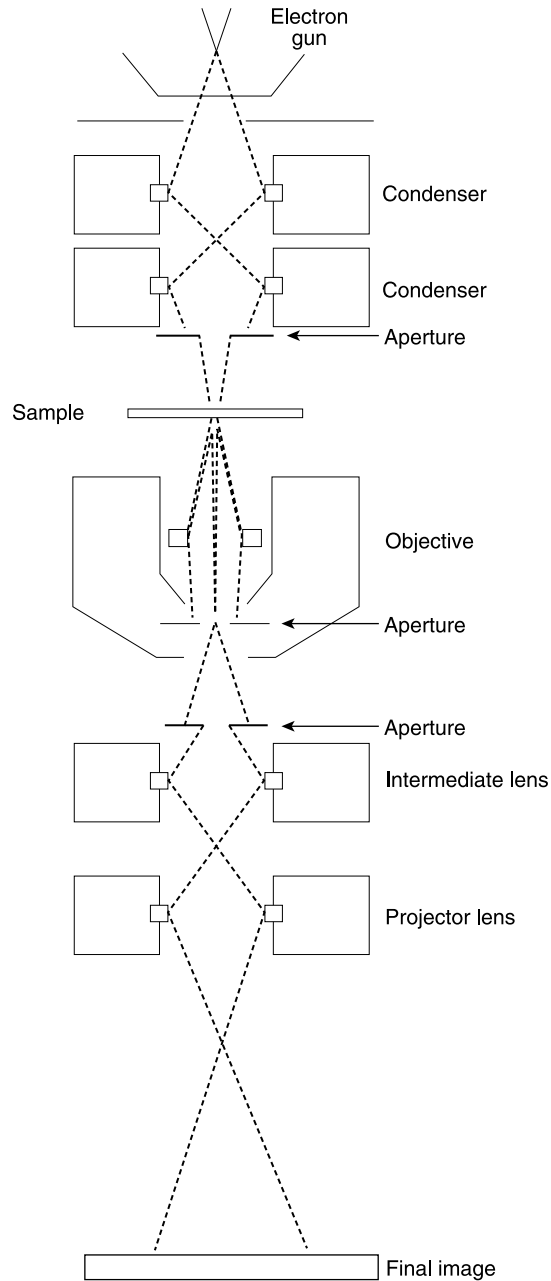 Electron
gun
Condenser
Condenser
Aperture
Sample
Objective
Aperture
Aperture
Intermediate lens
Projector lens
Final image